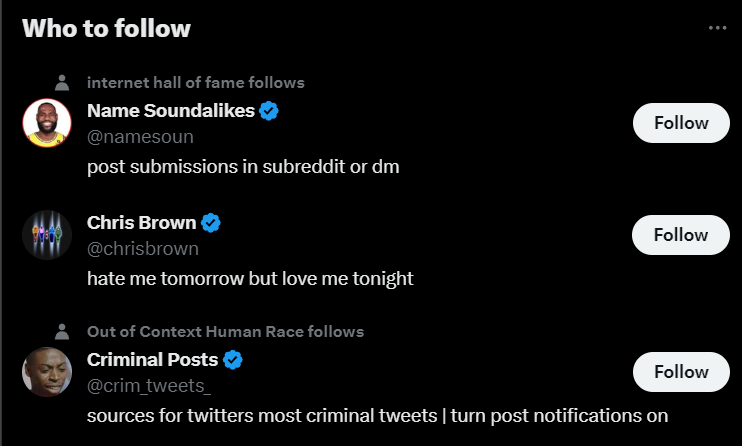 Who to follow
internet hall of fame follows
Name Soundalikes
@namesoun
Follow
post submissions in subreddit or dm
Chris Brown
@chrisbrown
Follow
hate me tomorrow but love me tonight
Out of Context Human Race follows
Criminal Posts
@crim_tweets_
Follow
sources for twitters most criminal tweets | turn post notifications on